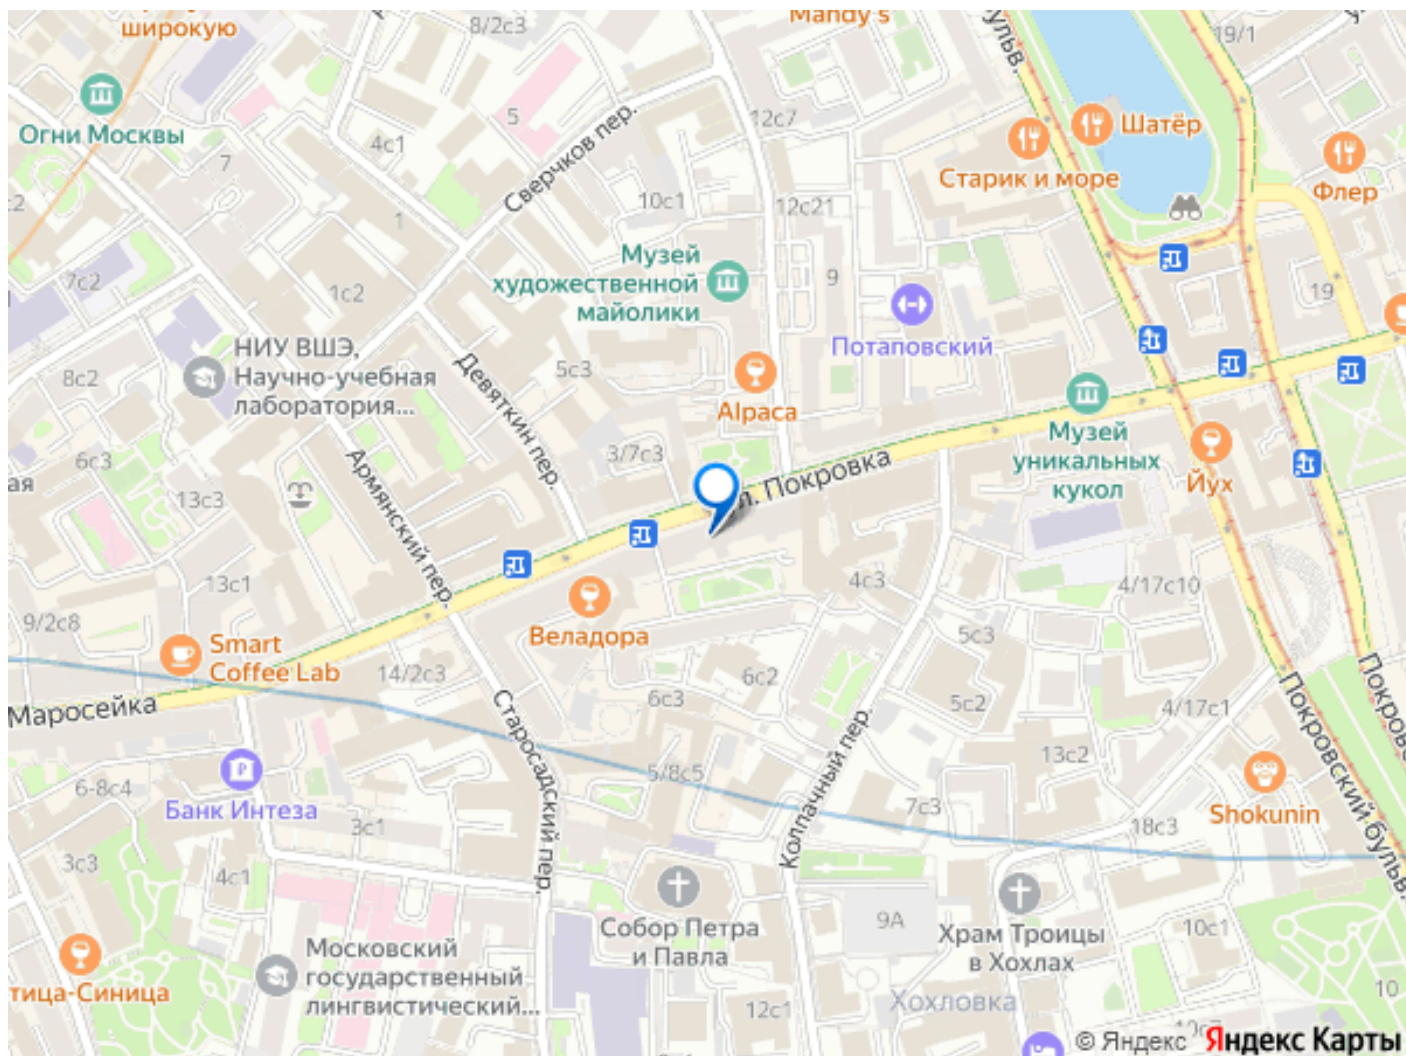 широкую
8/2с3
Mandy's
бульв.
19/1
Огни Москвы
5
Сверчков пер.
12с7
Шатёр
4с1
7
Старик и море
Флер
10с1
12с21
1
Музей
художественной
майолики
9
7с2
1с2
19
НИУ ВШЭ,
Научно-учебная
лаборатория...
Потаповский
8с2
Девяткин пер.
5с3
Alpaca
Музей
уникальных
кукол
6с3
3/7с3
ул. Покровка
Йух
ая
13с3
Армянский пер.
13с1
4с3
4/17с10
9/2с8
Smart
Coffee Lab
Веладора
5с3
14/2с3
6с2
6с3
5с2
Маросейка
Старосадский пер.
4/17с1
Покровский бульв.
13с2
6-8с4
Банк Интеза
5/8с5
Колпачный пер.
7с3
Shokunin
3с1
18с3
3с3
4с1
9А
10с1
Собор Петра
и Павла
Храм Троицы
в Хохлах
Московский
государственный
лингвистический...
тица-Синица
10
12с1
Хохловка
© Яндекс Яндекс Карты